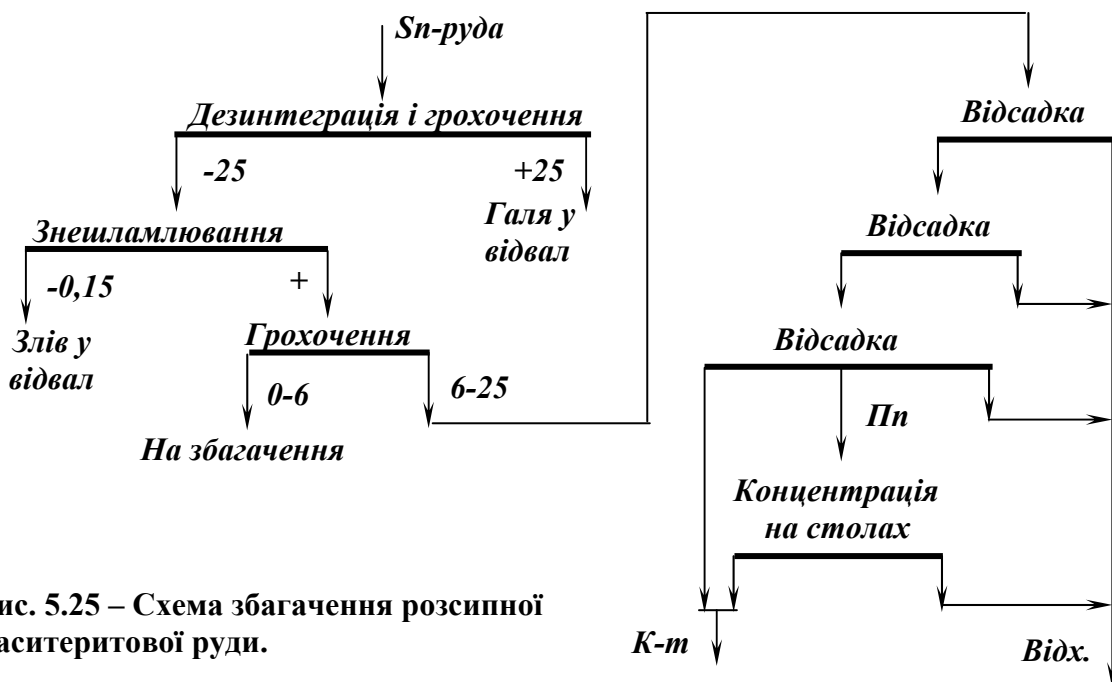 Sn-руда
Дезинтеграція і грохочення
-25
+25
Галя у
відвал
Знешламлювання
-0,15
+
Злів у
відвал
Грохочення
0-6
6-25
На збагачення
Відсадка
Відсадка
Відсадка
Пп
Концентрація
на столах
К-т
Відх.
ис. 5.25 – Схема збагачення розсипної
аситеритової руди.